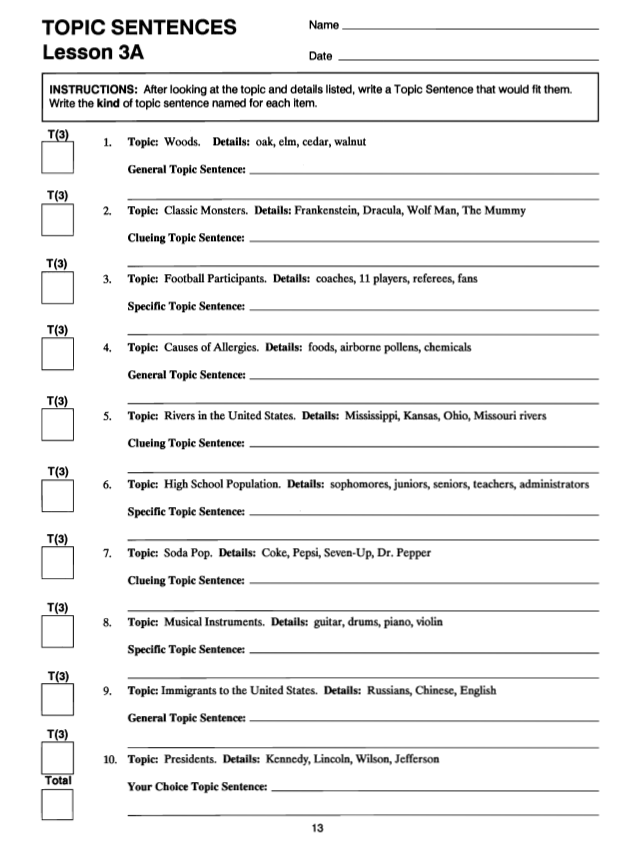 TOPIC SENTENCES
Lesson 3A
Name
Date
INSTRUCTIONS: After looking at the topic and details listed, write a Topic Sentence that would fit them.
Write the kind of topic sentence named for each item.
T(3)
1. Topic: Woods. Details: oak, elm, cedar, walnut
General Topic Sentence:
T(3)
2. Topic: Classic Monsters. Details: Frankenstein, Dracula, Wolf Man, The Mummy
Clueing Topic Sentence:
T(3)
3. Topic: Football Participants. Details: coaches, 11 players, referees, fans
Specific Topic Sentence:
T(3)
4. Topic: Causes of Allergies. Details: foods, airborne pollens, chemicals
General Topic Sentence:
T(3)
5. Topic: Rivers in the United States. Details: Mississippi, Kansas, Ohio, Missouri rivers
Clueing Topic Sentence:
T(3)
6. Topic: High School Population. Details: sophomores, juniors, seniors, teachers, administrators
Specific Topic Sentence:
T(3)
7. Topic: Soda Pop. Details: Coke, Pepsi, Seven-Up, Dr. Pepper
Clueing Topic Sentence:
T(3)
8. Topic: Musical Instruments. Details: guitar, drums, piano, violin
Specific Topic Sentence:
T(3)
9. Topic: Immigrants to the United States. Details: Russians, Chinese, English
General Topic Sentence:
T(3)
10. Topic: Presidents. Details: Kennedy, Lincoln, Wilson, Jefferson
Total
Your Choice Topic Sentence:
13